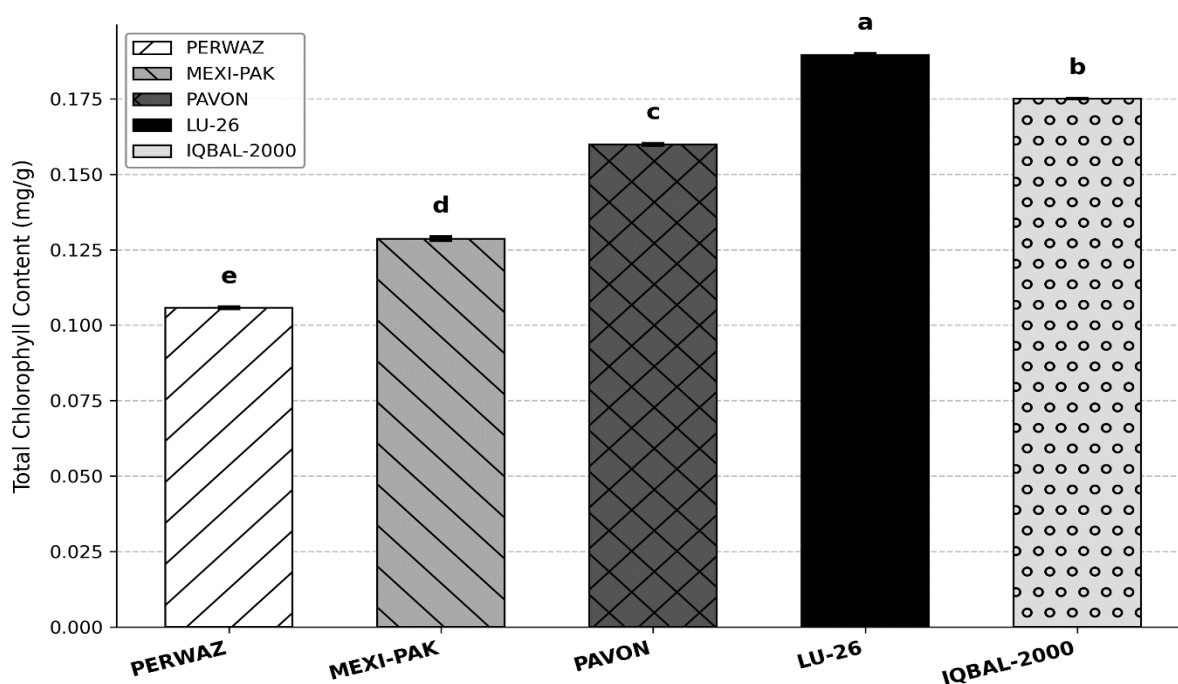 a
b
c
d
e
PERWAZ
MEXI-PAK
PAVON
LU-26
IQBAL-2000
Total Chlorophyll Content (mg/g)
0.175
0.150
0.125
0.100
0.075
0.050
0.025
0.000
PERWAZ
MEXI-PAK
PAVON
LU-26
IQBAL-2000